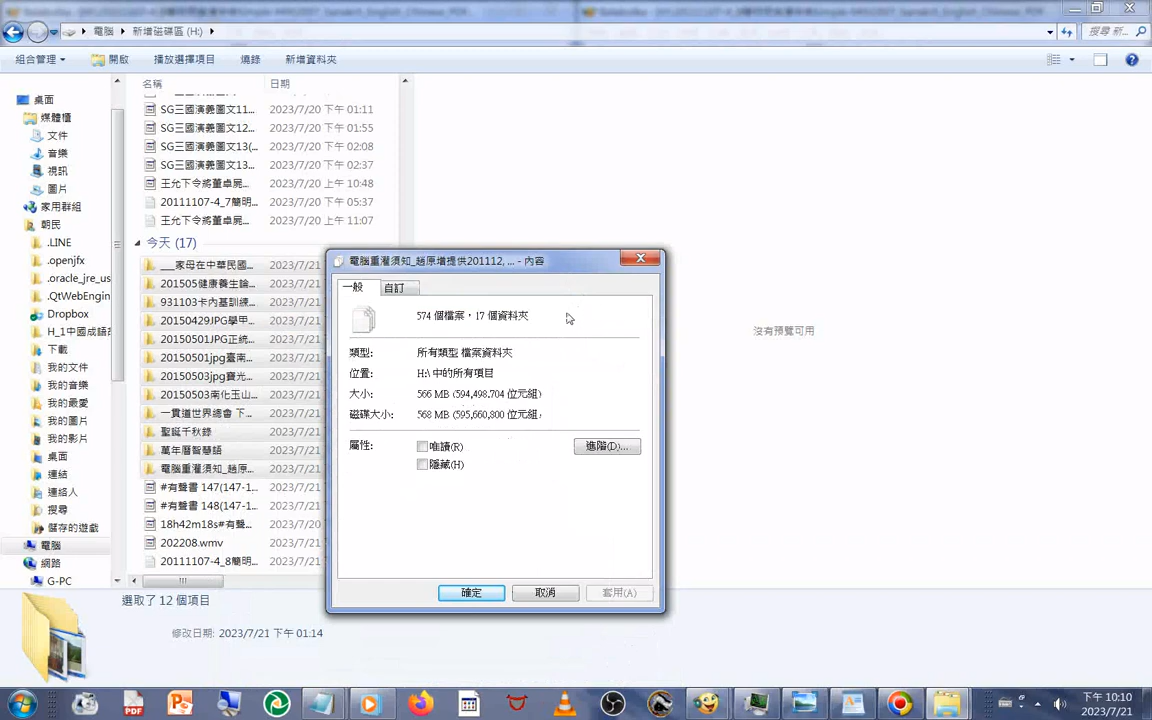 電腦 ▸ 新增磁碟區 (H:) ▸
搜尋 新...
組合管理
開啟
播放選項目
燒錄
新增資料夾
桌面
媒體櫃
文件
音樂
視訊
圖片
家用群組
朝民
.LINE
.openjfx
.oracle_jre_us
.QtWebEngin
Dropbox
H_1中國成語
下載
我的文件
我的音樂
我的最愛
我的圖片
我的影片
桌面
連結
連絡人
搜尋
儲存的遊戲
電腦
網路
G-PC
名稱
日期
SG三國演義圖文11... 2023/7/20 下午 01:11
SG三國演義圖文12... 2023/7/20 下午 01:55
SG三國演義圖文13(... 2023/7/20 下午 02:08
SG三國演義圖文13... 2023/7/20 下午 02:37
王允下令將董卓屍... 2023/7/20 上午 10:48
20111107-4_7簡明... 2023/7/20 下午 05:37
王允下令將董卓屍... 2023/7/20 上午 11:07
今天 (17)
___家母在中華民國... 2023/7/21
201505健康養生論... 2023/7/21
931103卡內基訓練... 2023/7/21
20150429JPG學甲... 2023/7/21
20150501JPG正統... 2023/7/21
20150501jpg臺南... 2023/7/21
20150503jpg寶光... 2023/7/21
20150503南化玉山... 2023/7/21
一貫道世界總會 下... 2023/7/21
聖誕千秋錄 2023/7/21
萬年曆智慧語 2023/7/21
電腦重灌須知_趙原... 2023/7/21
#有聲書 147(147-1... 2023/7/21
#有聲書 148(147-1... 2023/7/21
18h42m18s#有聲... 2023/7/20
202208.wmv 2023/7/21
20111107-4_8簡明... 2023/7/21
電腦重灌須知_趙原增提供201112, ... - 內容
一般
自訂
574 個檔案，17 個資料夾
類型: 所有類型 檔案資料夾
位置: H:\ 中的所有項目
大小: 566 MB (594,498,704 位元組)
磁碟大小: 568 MB (595,660,800 位元組)
屬性:
唯讀(R)
進階(D)...
隱藏(H)
確定
取消
套用(A)
沒有預覽可用
選取了 12 個項目
修改日期: 2023/7/21 下午 01:14
PDF
下午 10:10
2023/7/21